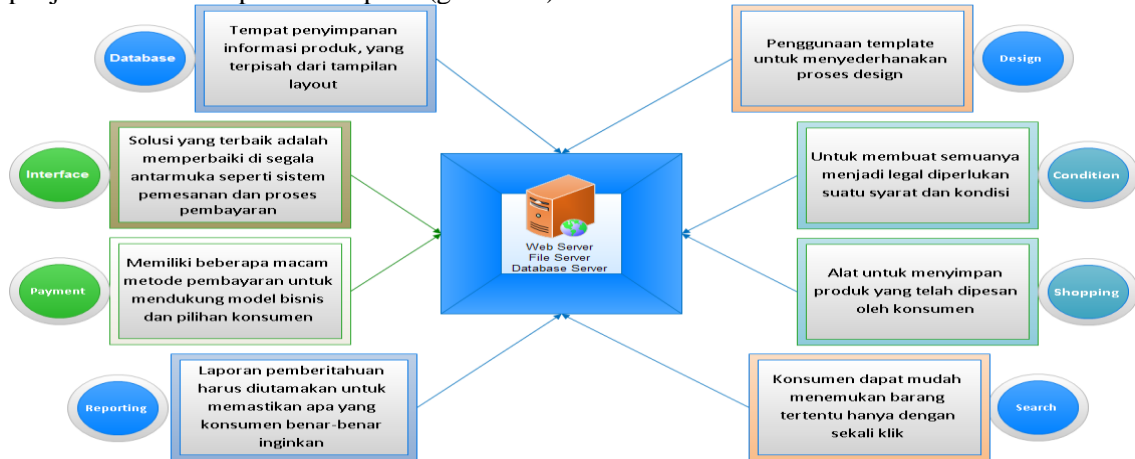 Database
Tempat penyimpanan
informasi produk, yang
terpisah dari tampilan
layout
Penggunaan template
untuk menyederhanakan
proses design
Design
Interface
Solusi yang terbaik adalah
memperbaiki di segala
antarmuka seperti sistem
pemesanan dan proses
pembayaran
Web Server
File Server
Database Server
Untuk membuat semuanya
menjadi legal diperlukan
suatu syarat dan kondisi
Condition
Payment
Memiliki beberapa macam
metode pembayaran untuk
mendukung model bisnis
dan pilihan konsumen
Alat untuk menyimpan
produk yang telah dipesan
oleh konsumen
Shopping
Reporting
Laporan pemberitahuan
harus diutamakan untuk
memastikan apa yang
konsumen benar-benar
inginkan
Konsumen dapat mudah
menemukan barang
tertentu hanya dengan
sekali klik
Search